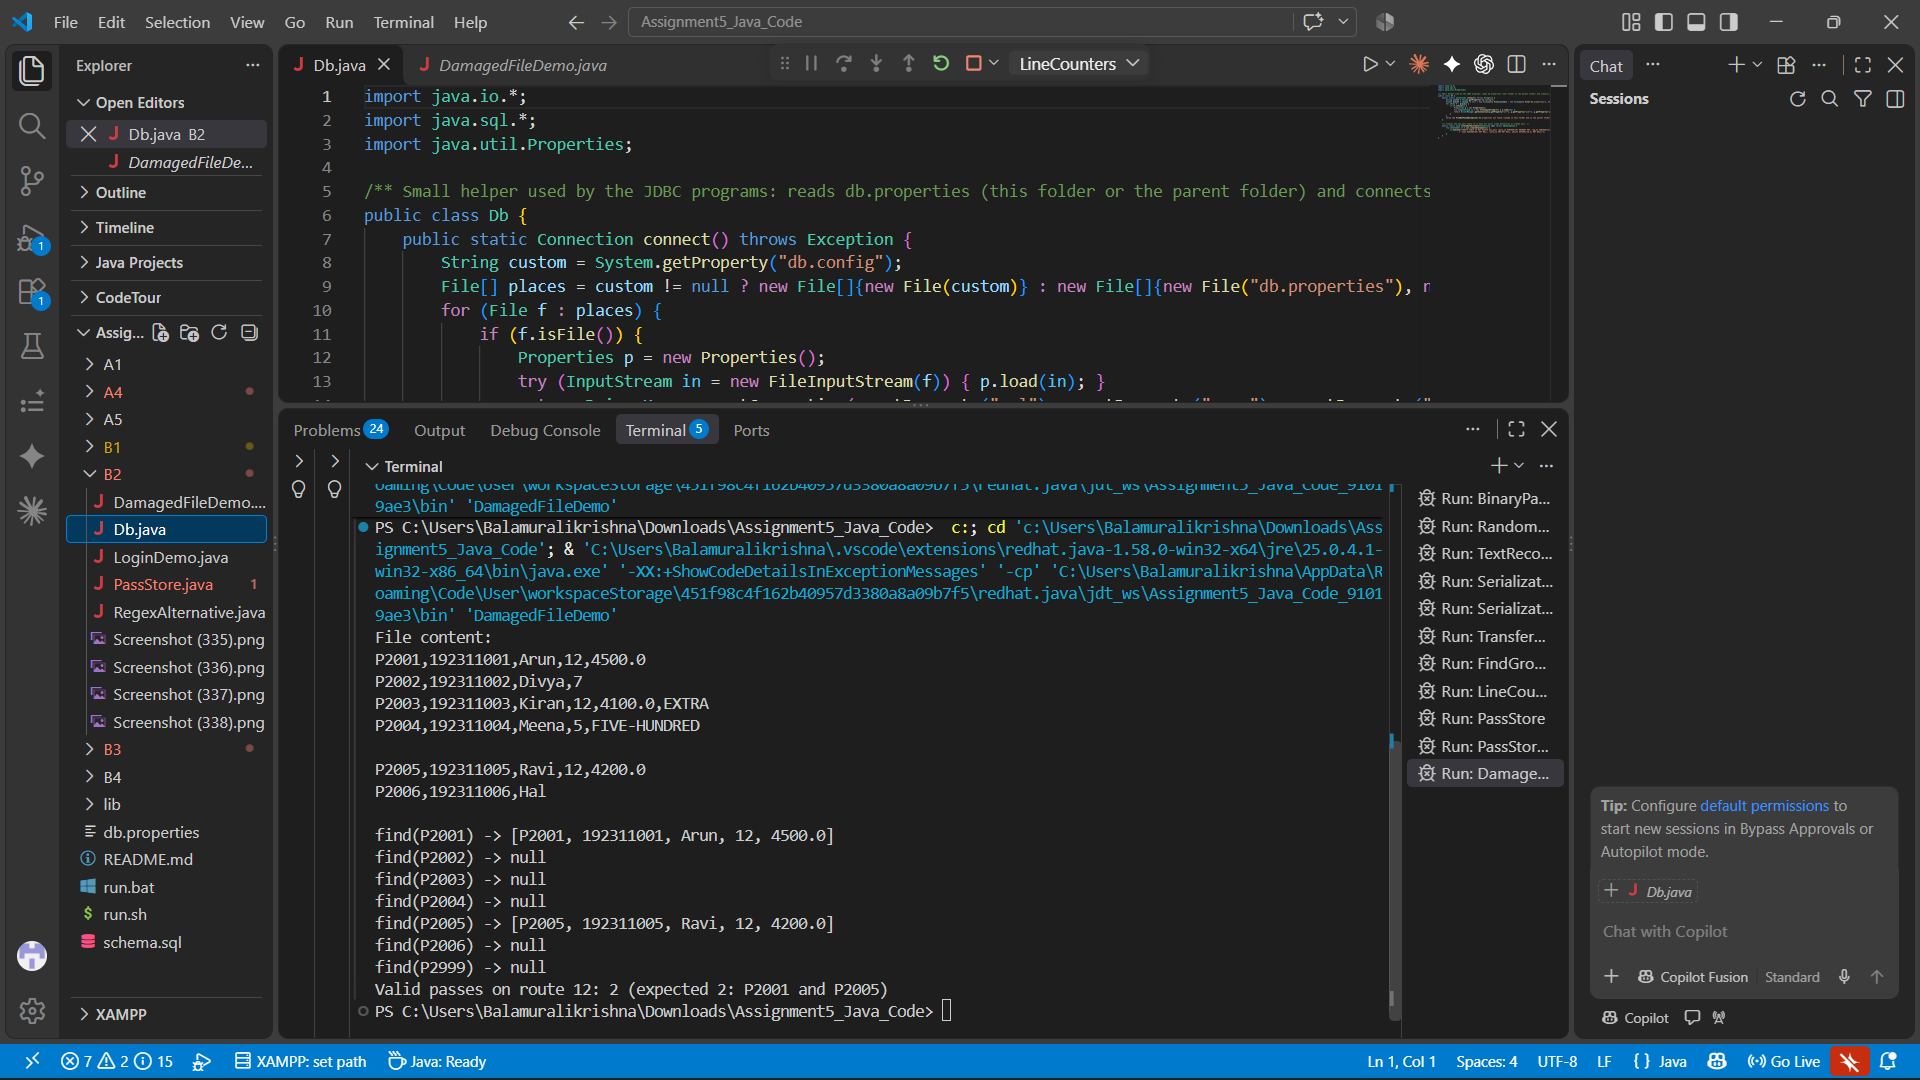 File Edit Selection View Go Run Terminal Help
Assignment5_Java_Code
Explorer
Open Editors
Db.java B2
DamagedFileDe...
Outline
Timeline
Java Projects
CodeTour
Assig...
A1
A4
A5
B1
B2
DamagedFileDemo....
Db.java
LoginDemo.java
PassStore.java 1
RegexAlternative.java
Screenshot (335).png
Screenshot (336).png
Screenshot (337).png
Screenshot (338).png
B3
B4
lib
db.properties
README.md
run.bat
run.sh
schema.sql
XAMPP
Db.java
DamagedFileDemo.java
LineCounters
1 import java.io.*;
2 import java.sql.*;
3 import java.util.Properties;
4
5 /** Small helper used by the JDBC programs: reads db.properties (this folder or the parent folder) and connects
6 public class Db {
7 public static Connection connect() throws Exception {
8 String custom = System.getProperty("db.config");
9 File[] places = custom != null ? new File[]{new File(custom)} : new File[]{new File("db.properties"), n
10 for (File f : places) {
11 if (f.isFile()) {
12 Properties p = new Properties();
13 try (InputStream in = new FileInputStream(f)) { p.load(in); }
Problems 24 Output Debug Console Terminal 5 Ports
Terminal
oaming\Code\User\workspaceStorage\451f98c4f162b40957d3380a8a09b7f5\redhat.java\jdt_ws\Assignment5_Java_Code_9101
9ae3\bin' 'DamagedFileDemo'
PS C:\Users\Balamuralikrishna\Downloads\Assignment5_Java_Code> c:; cd 'c:\Users\Balamuralikrishna\Downloads\Ass
ignment5_Java_Code'; & 'C:\Users\Balamuralikrishna\.vscode\extensions\redhat.java-1.58.0-win32-x64\jre\25.0.4.1-
win32-x86_64\bin\java.exe' '-XX:+ShowCodeDetailsInExceptionMessages' '-cp' 'C:\Users\Balamuralikrishna\AppData\R
oaming\Code\User\workspaceStorage\451f98c4f162b40957d3380a8a09b7f5\redhat.java\jdt_ws\Assignment5_Java_Code_9101
9ae3\bin' 'DamagedFileDemo'
File content:
P2001,192311001,Arun,12,4500.0
P2002,192311002,Divya,7
P2003,192311003,Kiran,12,4100.0,EXTRA
P2004,192311004,Meena,5,FIVE-HUNDRED
P2005,192311005,Ravi,12,4200.0
P2006,192311006,Hal
find(P2001) -> [P2001, 192311001, Arun, 12, 4500.0]
find(P2002) -> null
find(P2003) -> null
find(P2004) -> null
find(P2005) -> [P2005, 192311005, Ravi, 12, 4200.0]
find(P2006) -> null
find(P2999) -> null
Valid passes on route 12: 2 (expected 2: P2001 and P2005)
PS C:\Users\Balamuralikrishna\Downloads\Assignment5_Java_Code>
Run: BinaryPa...
Run: Random...
Run: TextReco...
Run: Serializat...
Run: Serializat...
Run: Transfer...
Run: FindGro...
Run: LineCou...
Run: PassStore
Run: PassStor...
Run: Damage...
Chat
Sessions
Tip: Configure default permissions to
start new sessions in Bypass Approvals or
Autopilot mode.
Db.java
Chat with Copilot
Copilot Fusion Standard
Copilot
7 2 15 XAMPP: set path Java: Ready
Ln 1, Col 1 Spaces: 4 UTF-8 LF {} Java Go Live